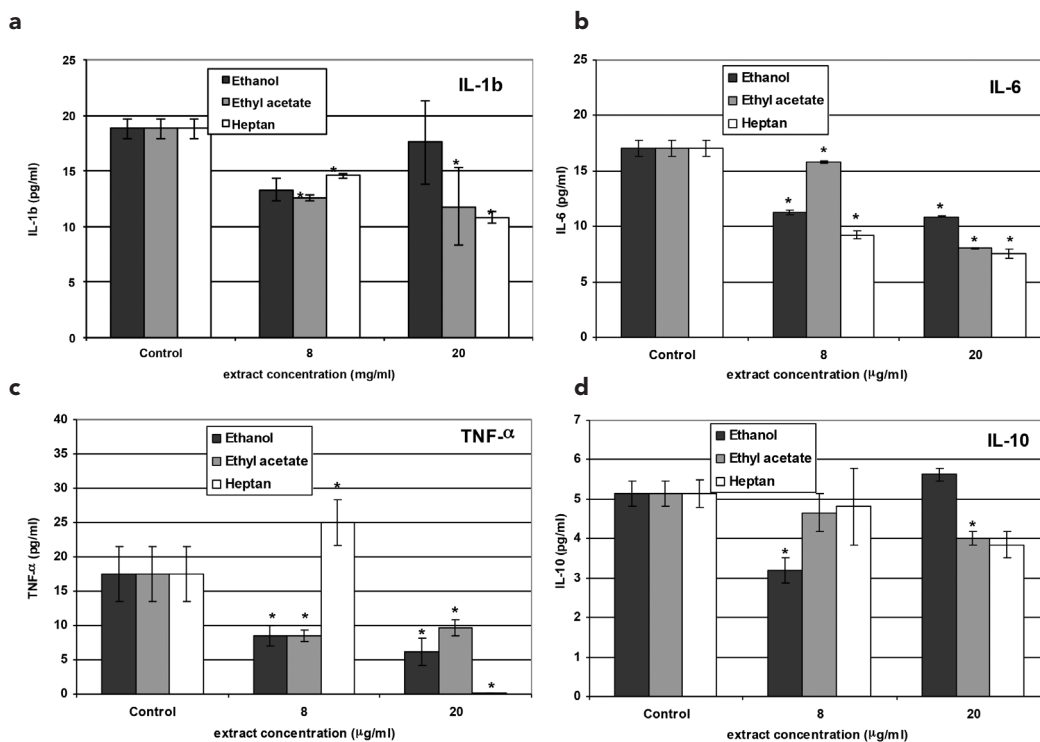 a
25
20
15
10
5
0
IL-1b (pg/ml)
Ethanol
Ethyl acetate
Heptan
IL-1b
*
*
*
*
Control
8
20
extract concentration (mg/ml)
b
25
20
15
10
5
0
IL-6 (pg/ml)
Ethanol
Ethyl acetate
Heptan
IL-6
*
*
*
*
*
*
Control
8
20
extract concentration (μg/ml)
c
40
35
30
25
20
15
10
5
0
TNF-α (pg/ml)
Ethanol
Ethyl acetate
Heptan
TNF-α
*
*
*
*
*
*
Control
8
20
extract concentration (μg/ml)
d
7
6
5
4
3
2
1
0
IL-10 (pg/ml)
Ethanol
Ethyl acetate
Heptan
IL-10
*
*
Control
8
20
extract concentration (μg/ml)